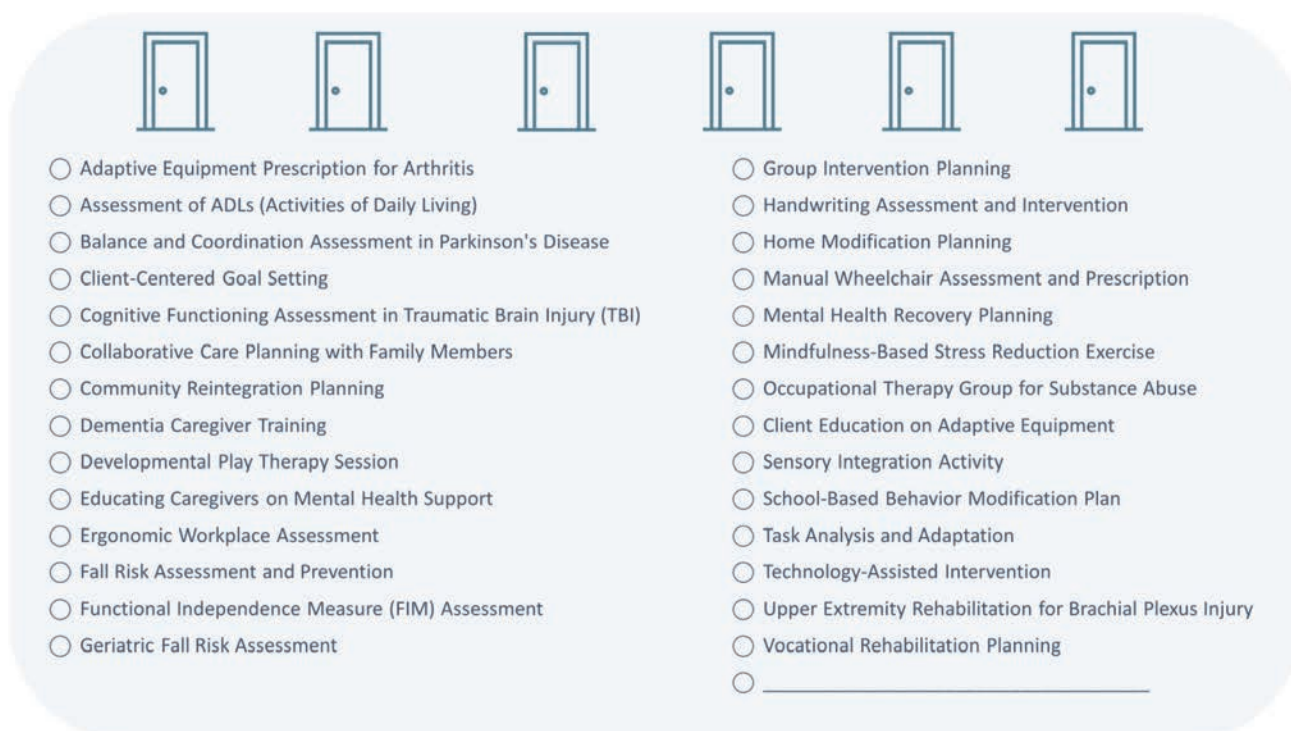 Adaptive Equipment Prescription for Arthritis
Assessment of ADLs (Activities of Daily Living)
Balance and Coordination Assessment in Parkinson's Disease
Client-Centered Goal Setting
Cognitive Functioning Assessment in Traumatic Brain Injury (TBI)
Collaborative Care Planning with Family Members
Community Reintegration Planning
Dementia Caregiver Training
Developmental Play Therapy Session
Educating Caregivers on Mental Health Support
Ergonomic Workplace Assessment
Fall Risk Assessment and Prevention
Functional Independence Measure (FIM) Assessment
Geriatric Fall Risk Assessment
Group Intervention Planning
Handwriting Assessment and Intervention
Home Modification Planning
Manual Wheelchair Assessment and Prescription
Mental Health Recovery Planning
Mindfulness-Based Stress Reduction Exercise
Occupational Therapy Group for Substance Abuse
Client Education on Adaptive Equipment
Sensory Integration Activity
School-Based Behavior Modification Plan
Task Analysis and Adaptation
Technology-Assisted Intervention
Upper Extremity Rehabilitation for Brachial Plexus Injury
Vocational Rehabilitation Planning